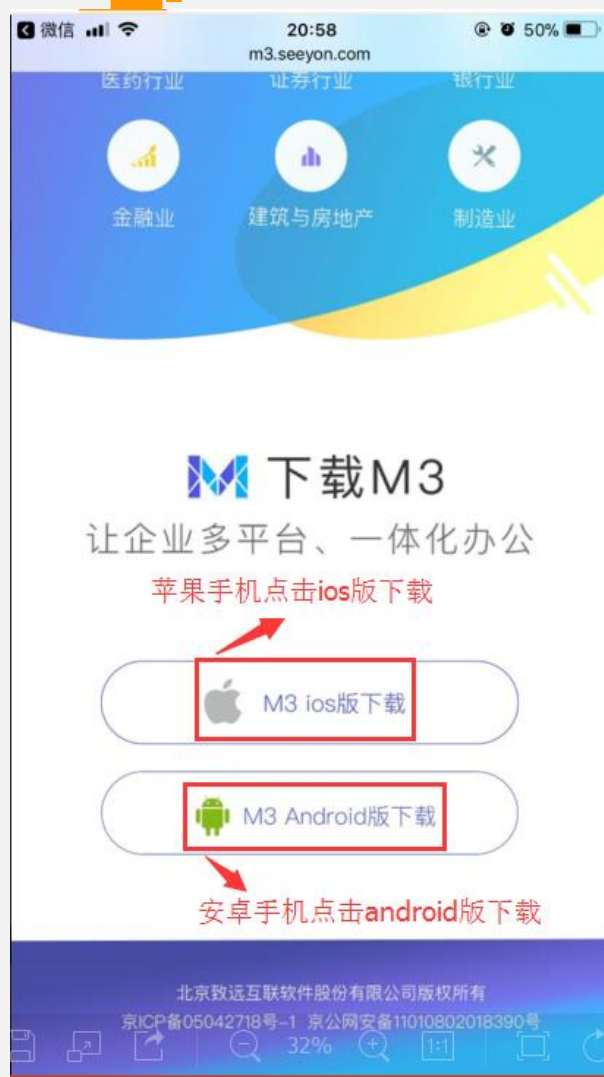 微信 20:58 50%
m3.seeyon.com
医药行业 证券行业 银行业
金融业 建筑与房地产 制造业
下载M3
让企业多平台、一体化办公
苹果手机点击ios版下载
M3 ios版下载
M3 Android版下载
安卓手机点击android版下载
北京致远互联软件股份有限公司版权所有
京ICP备05042718号-1 京公网安备11010802018390号
32% 1:1